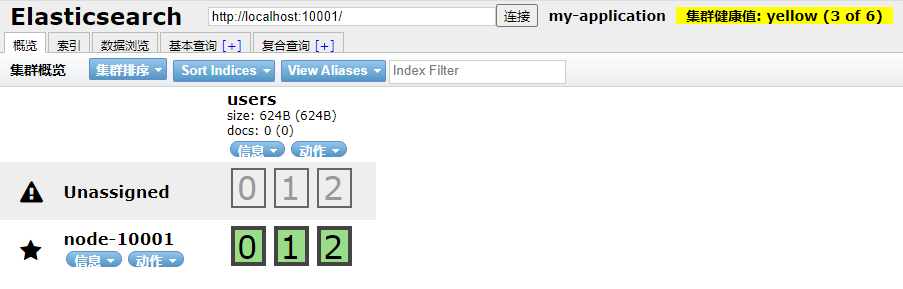 Elasticsearch http://localhost:10001/ 连接 my-application 集群健康值: yellow (3 of 6)
概览 索引 数据浏览 基本查询 [+] 复合查询 [+]
集群概览 集群排序 Sort Indices View Aliases Index Filter
users
size: 624B (624B)
docs: 0 (0)
信息 动作
Unassigned 0 1 2
node-10001 0 1 2
信息 动作